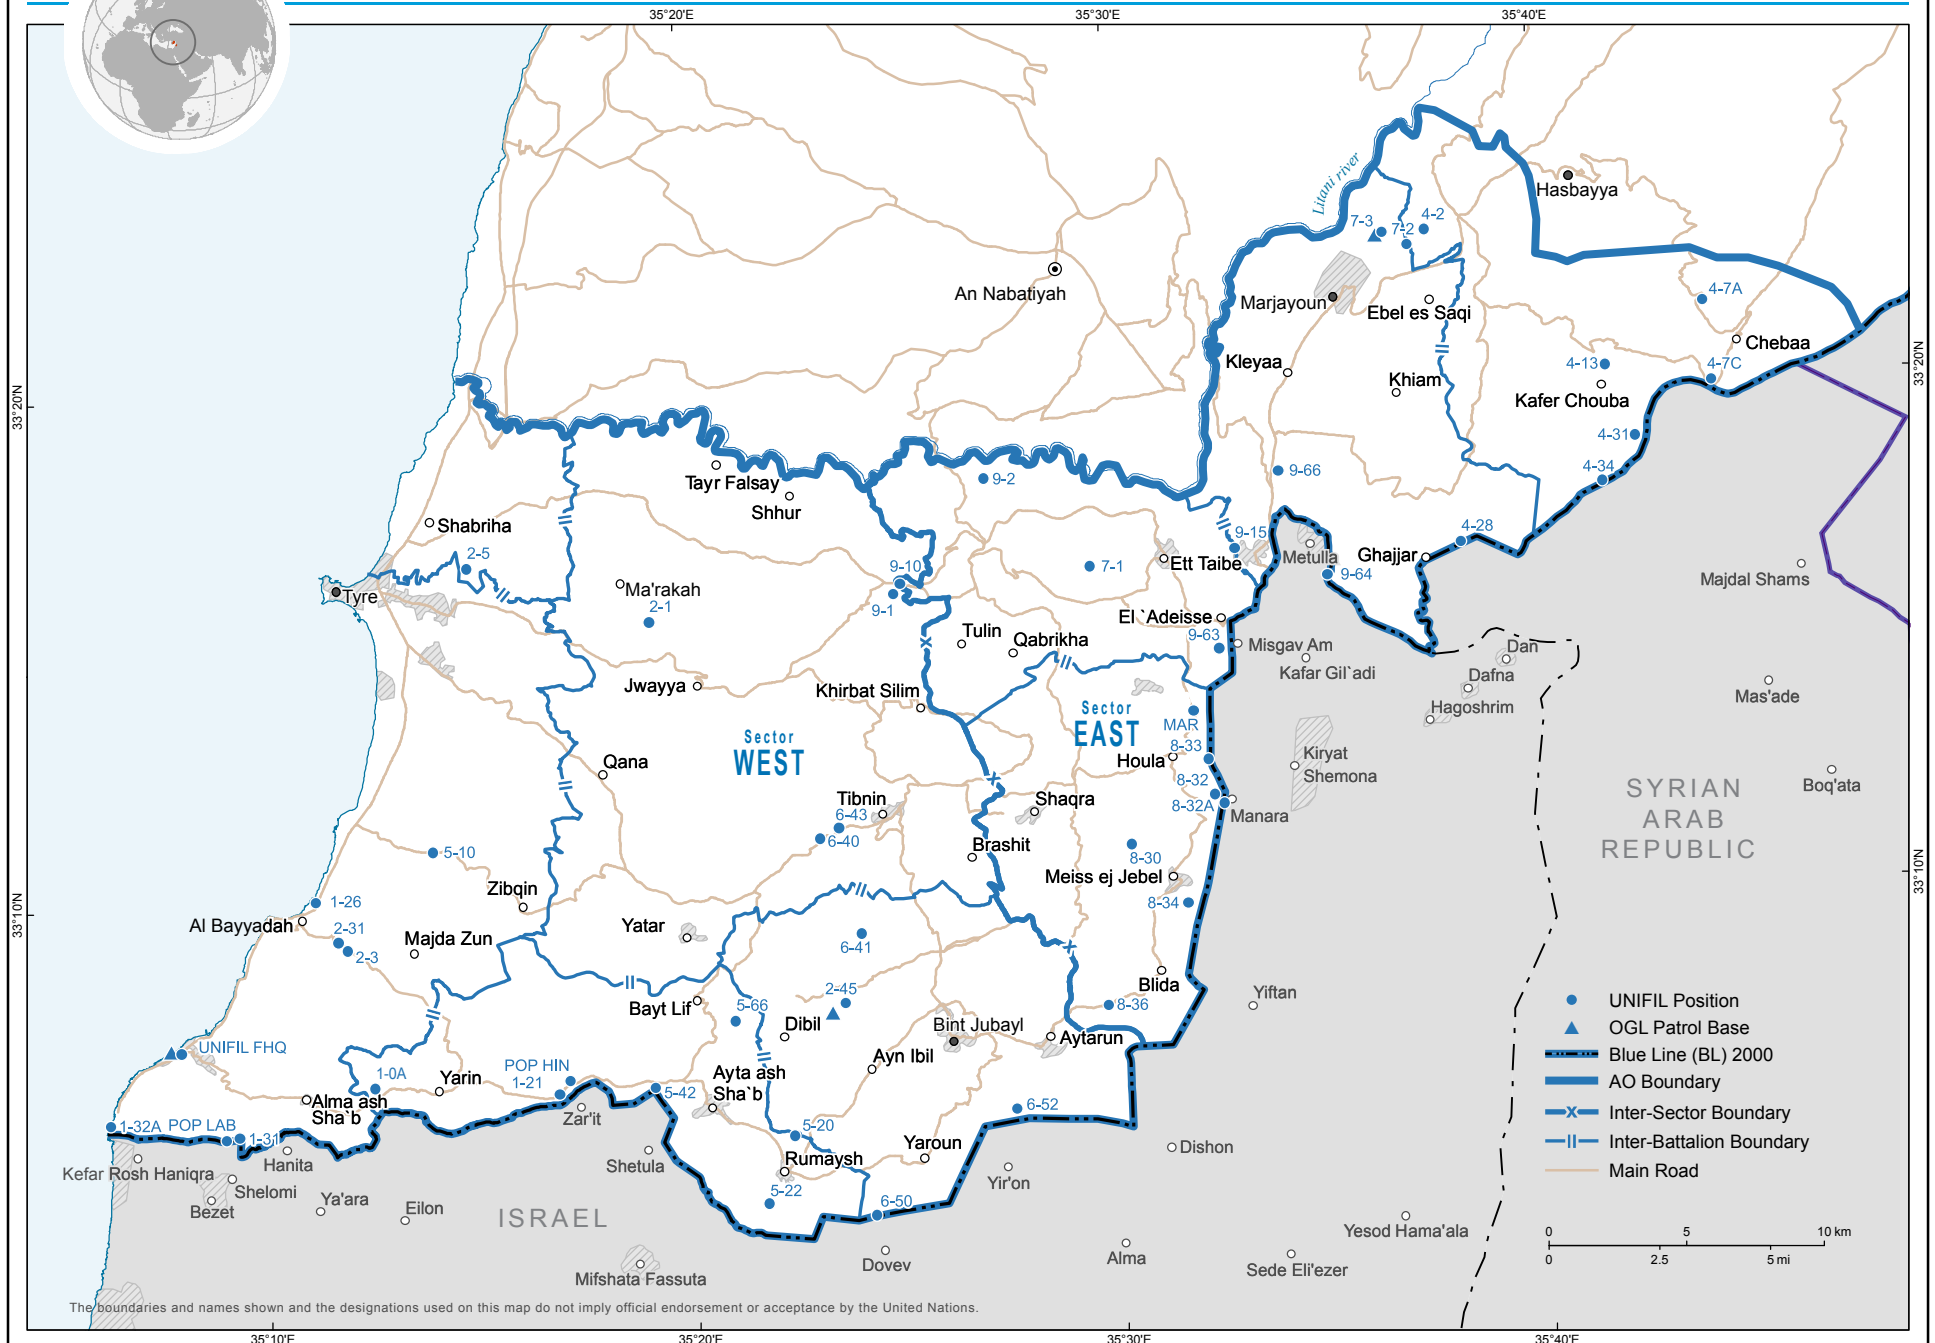 35°20'E
35°30'E
35°40'E
Litani river
Hasbayya
7-3
7-2
4-2
An Nabatiyah
Marjayoun
Ebel es Saqi
4-7A
Chebaa
Kleyaa
Khiam
4-13
4-7C
Kafer Chouba
33°20'N
33°20'N
4-31
4-34
Tayr Falsay
Shhur
9-2
9-66
Shabriha
2-5
9-15
4-28
Metulla
Ghajjar
9-10
7-1
Ett Taibe
9-64
Majdal Shams
Tyre
Ma'rakah
2-1
9-1
El `Adeisse
9-63
Tulin
Qabrikha
Misgav Am
Kafar Gil`adi
Dan
Dafna
Hagoshrim
Mas'ade
Jwayya
Khirbat Silim
Sector
EAST
MAR
8-33
Houla
Sector
WEST
Qana
Kiryat
Shemona
8-32
8-32A
Manara
Boq'ata
SYRIAN
ARAB
REPUBLIC
Tibnin
6-43
6-40
Shaqra
Brashit
5-10
8-30
Meiss ej Jebel
8-34
33°10'N
33°10'N
Zibqin
1-26
Al Bayyadah
2-31
2-3
Majda Zun
Yatar
6-41
Blida
Yiftan
Bayt Lif
5-66
2-45
Dibil
Bint Jubayl
8-36
Aytarun
UNIFIL FHQ
Ayn Ibil
POP HIN
1-21
1-0A
Yarin
Alma ash
Sha`b
Ayta ash
Sha`b
5-42
Zar'it
6-52
1-32A
POP LAB
1-31
5-20
Yaroun
Dishon
Hanita
Kefar Rosh Haniqra
Shetula
Rumaysh
Yir'on
Shelomi
Bezet
Ya'ara
Eilon
ISRAEL
5-22
6-50
Dovev
Alma
Yesod Hama'ala
Sede Eli'ezer
Mifshata Fassuta
UNIFIL Position
OGL Patrol Base
Blue Line (BL) 2000
AO Boundary
Inter-Sector Boundary
Inter-Battalion Boundary
Main Road
0 5 10 km
0 2.5 5 mi
The boundaries and names shown and the designations used on this map do not imply official endorsement or acceptance by the United Nations.
35°10'E
35°20'E
35°30'E
35°40'E